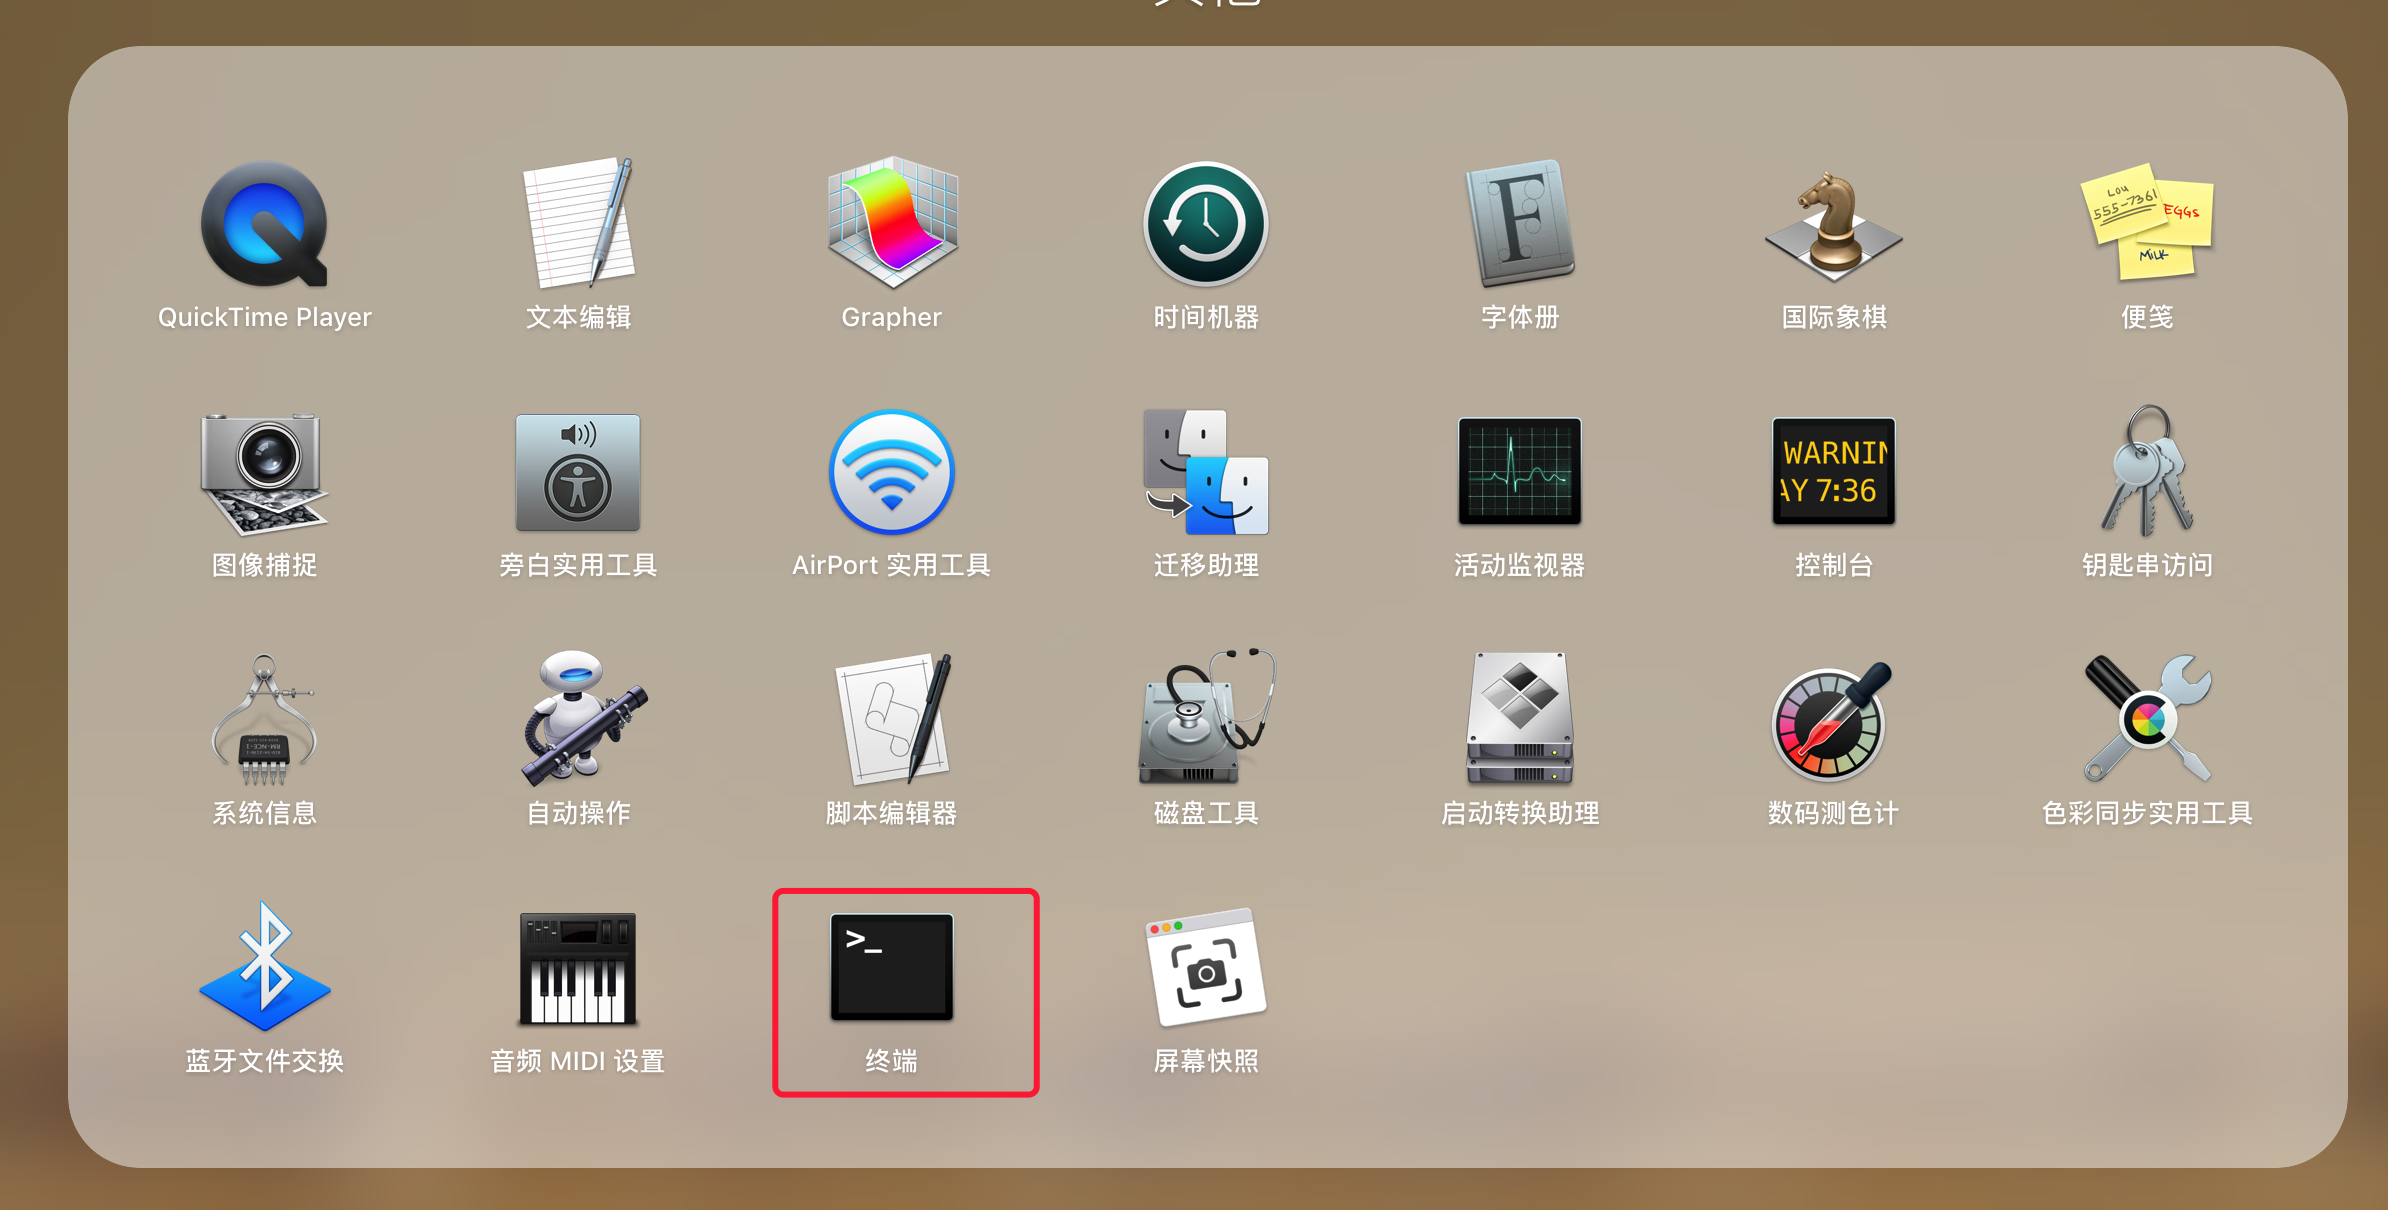 其他
QuickTime Player
文本编辑
Grapher
时间机器
字体册
国际象棋
便笺
LOU
555-7361
EGGS
MILK
图像捕捉
旁白实用工具
AirPort 实用工具
迁移助理
活动监视器
WARNIN
AY 7:36
控制台
钥匙串访问
系统信息
自动操作
脚本编辑器
磁盘工具
启动转换助理
数码测色计
色彩同步实用工具
蓝牙文件交换
音频 MIDI 设置
>_
终端
屏幕快照